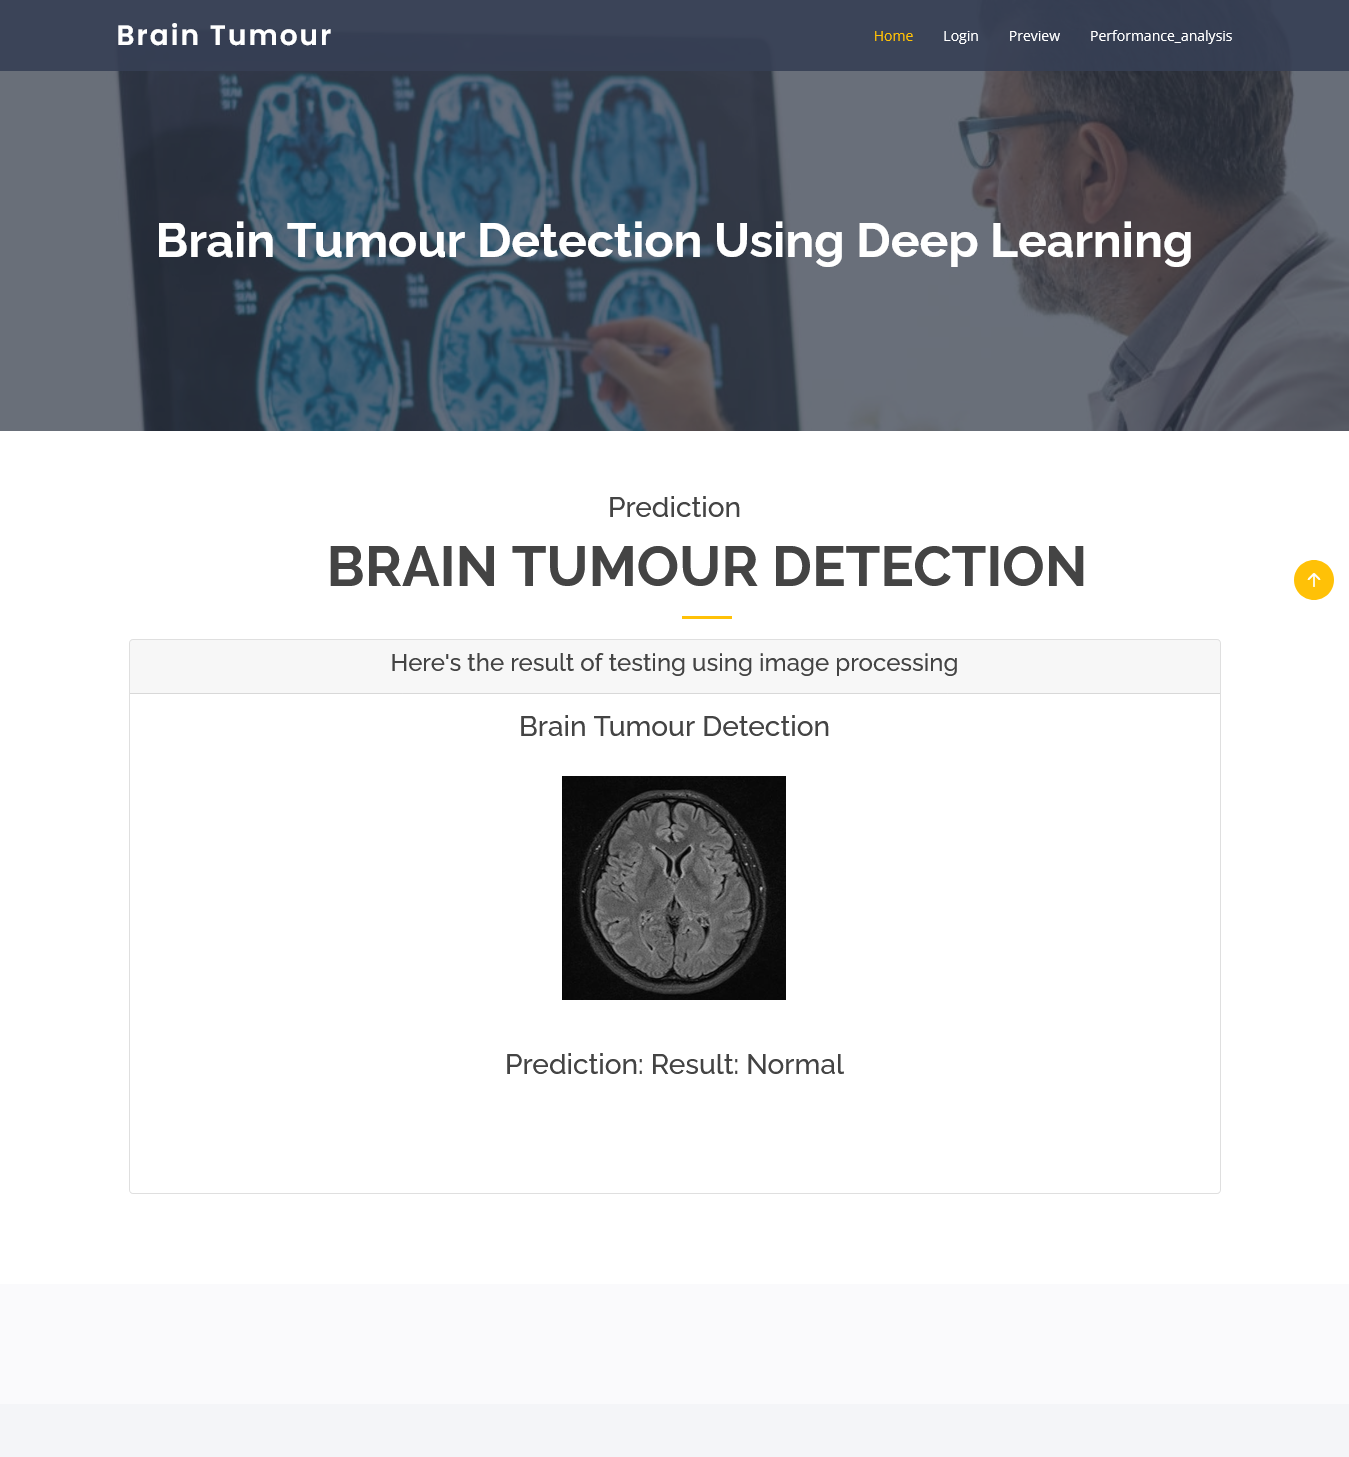 Brain Tumour
Home Login Preview Performance_analysis
Brain Tumour Detection Using Deep Learning
Prediction
BRAIN TUMOUR DETECTION
Here's the result of testing using image processing
Brain Tumour Detection
Prediction: Result: Normal